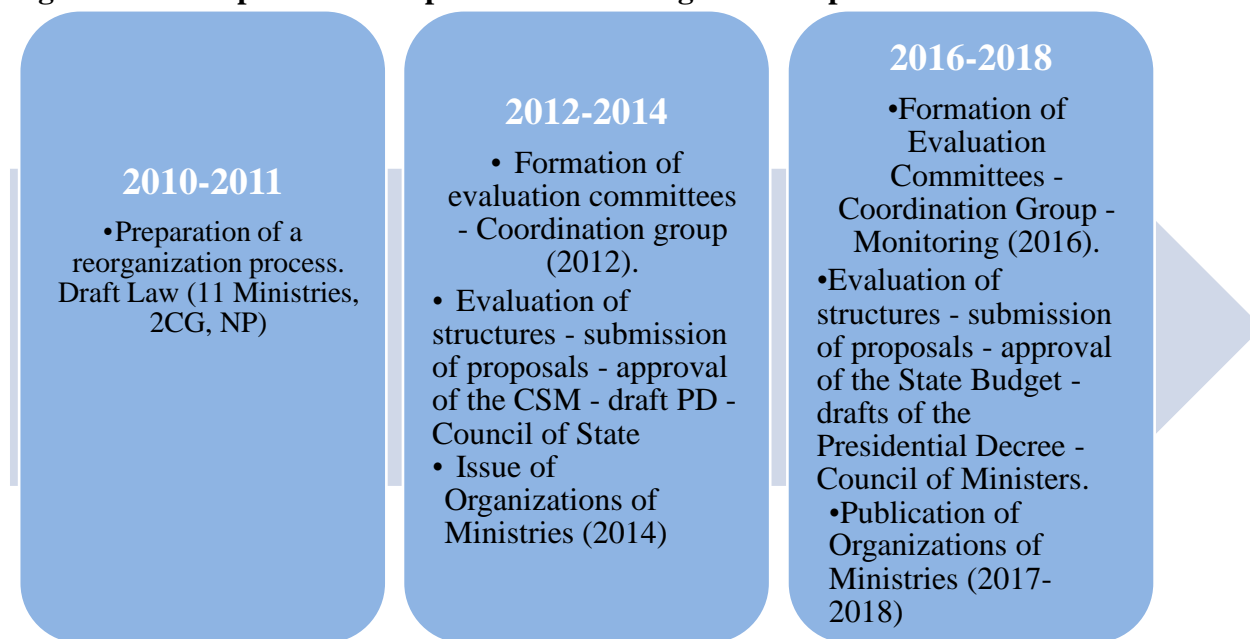 2010-2011
•Preparation of a
reorganization process.
Draft Law (11 Ministries,
2CG, NP)
2012-2014
• Formation of
evaluation committees
- Coordination group
(2012).
• Evaluation of
structures - submission
of proposals - approval
of the CSM - draft PD -
Council of State
• Issue of
Organizations of
Ministries (2014)
2016-2018
•Formation of
Evaluation
Committees -
Coordination Group -
Monitoring (2016).
•Evaluation of
structures - submission
of proposals - approval
of the State Budget -
drafts of the
Presidential Decree -
Council of Ministers.
•Publication of
Organizations of
Ministries (2017-
2018)